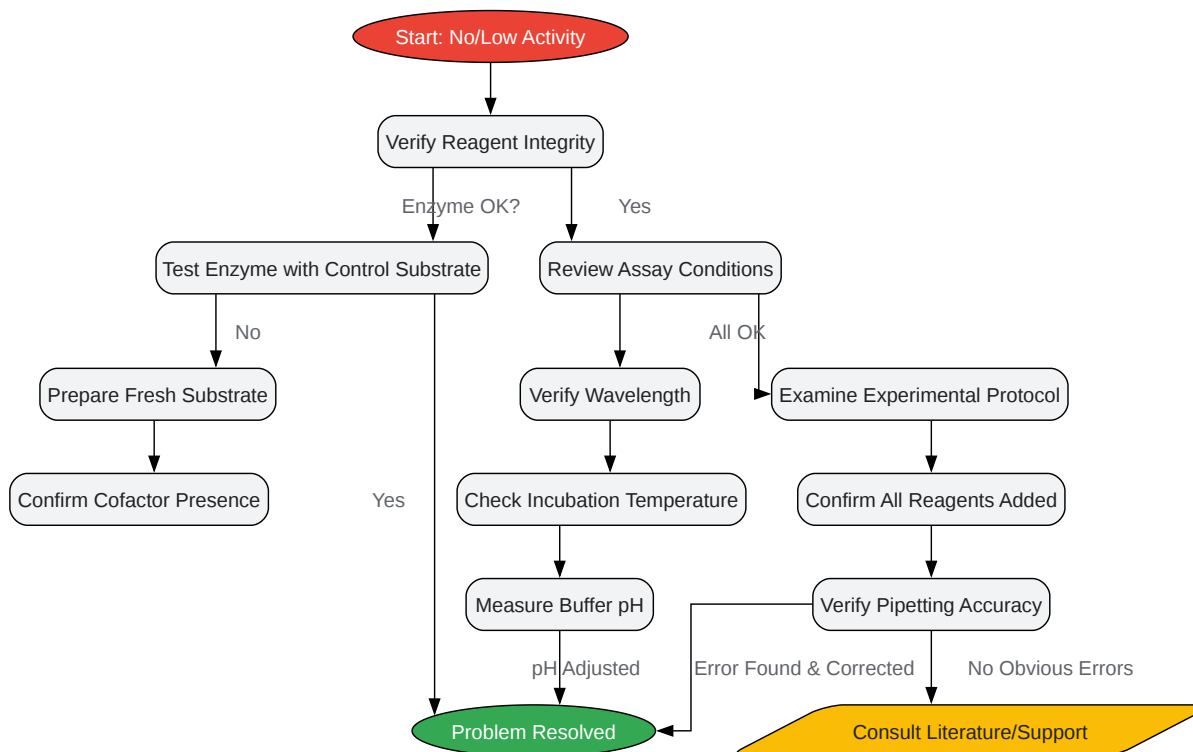 Start: No/Low Activity
Verify Reagent Integrity
Enzyme OK?
Yes
Test Enzyme with Control Substrate
Review Assay Conditions
No
All OK
Prepare Fresh Substrate
Verify Wavelength
Examine Experimental Protocol
Confirm Cofactor Presence
Yes
Check Incubation Temperature
Confirm All Reagents Added
Measure Buffer pH
Verify Pipetting Accuracy
pH Adjusted
Error Found & Corrected
No Obvious Errors
Problem Resolved
Consult Literature/Support